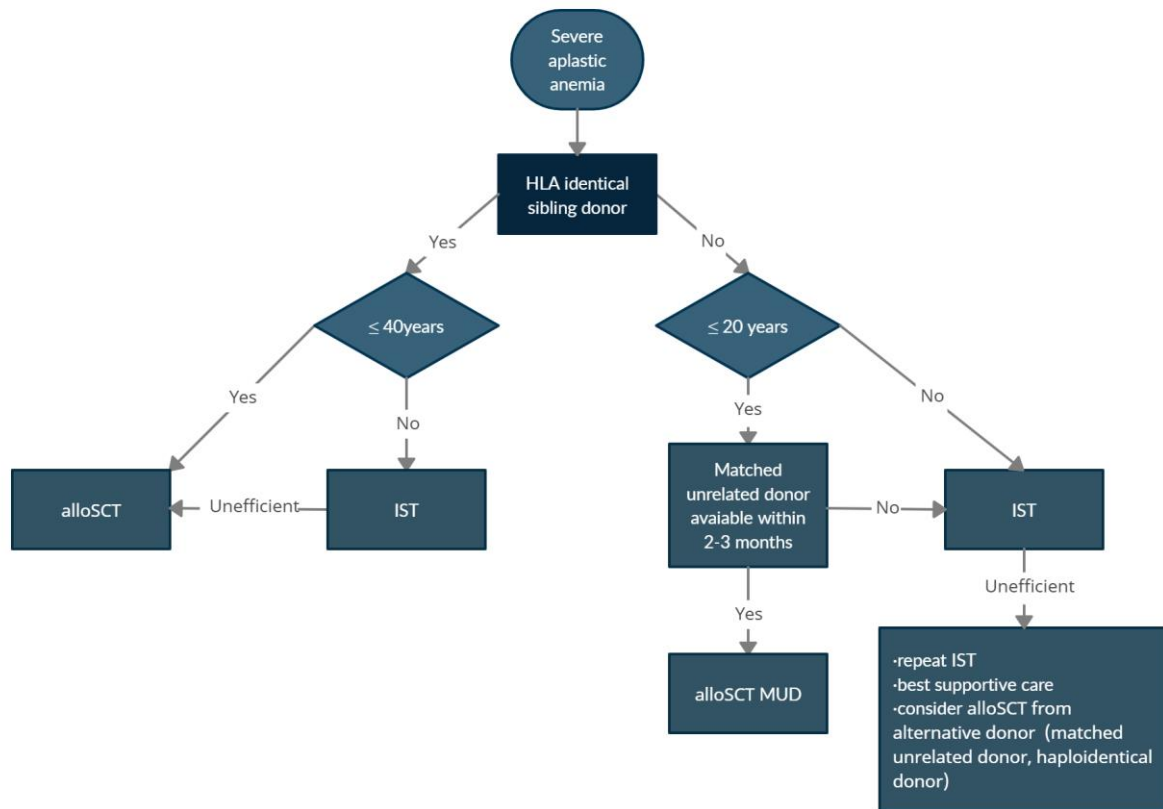 Severe
aplastic
anemia
HLA identical
sibling donor
Yes
No
≤ 40years
≤ 20 years
Yes
No
Yes
No
alloSCT
Unefficient
IST
Matched
unrelated donor
avaiable within
2-3 months
No
IST
Yes
Unefficient
alloSCT MUD
·repeat IST
·best supportive care
·consider alloSCT from
alternative donor (matched
unrelated donor, haploidentical
donor)